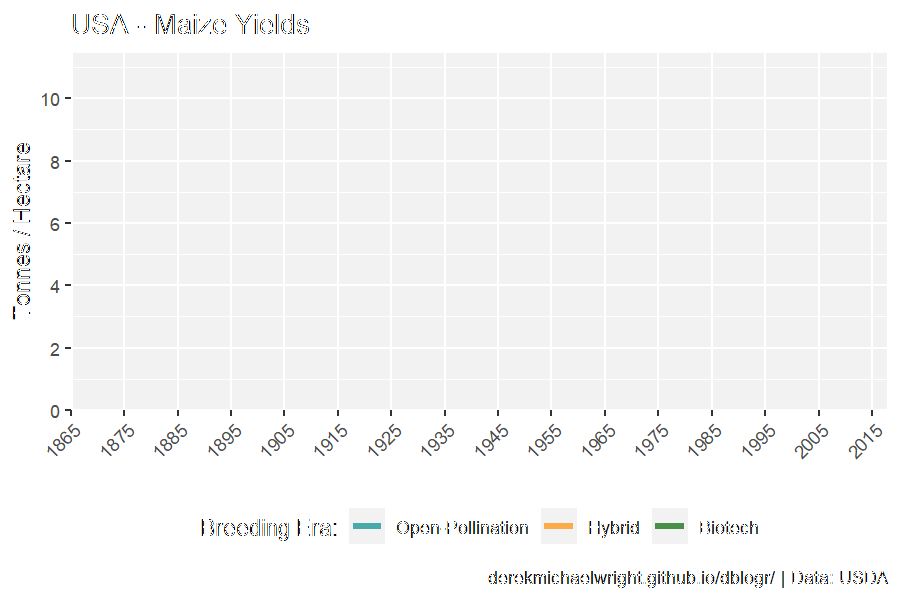 USA - Maize Yields
Tonnes / Hectare
10
8
6
4
2
0
1865 1875 1885 1895 1905 1915 1925 1935 1945 1955 1965 1975 1985 1995 2005 2015
Breeding Era: Open-Pollination Hybrid Biotech
derekmichaelwright.github.io/dblogr/ | Data: USDA